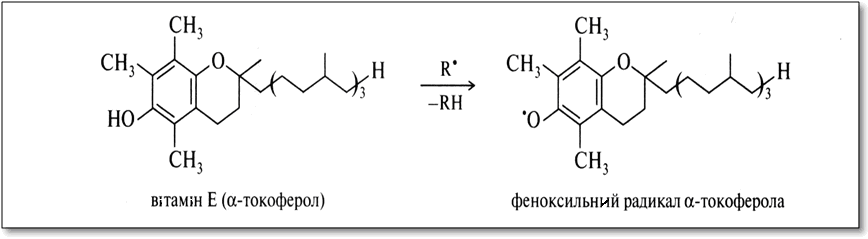 CH₃
CH₃
O
HO
CH₃
H
3
R•
–RH
CH₃
CH₃
O
•O
CH₃
H
3
вітамін Е (α-токоферол)
феноксильний радикал α-токоферола